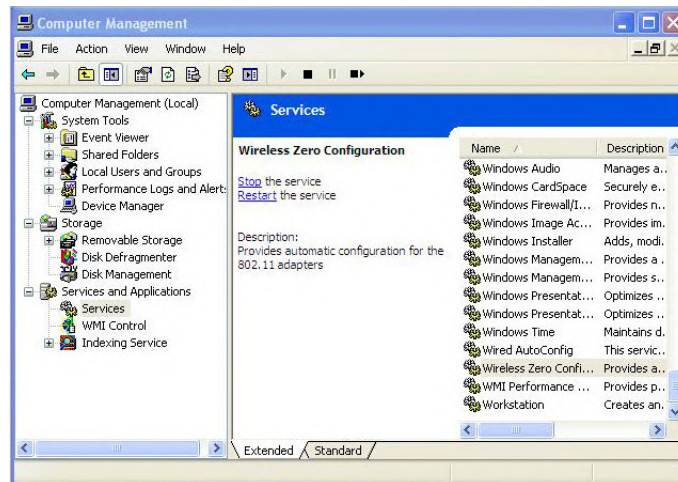 Computer Management
File Action View Window Help
Computer Management (Local)
System Tools
Event Viewer
Shared Folders
Local Users and Groups
Performance Logs and Alert:
Device Manager
Storage
Removable Storage
Disk Defragmenter
Disk Management
Services and Applications
Services
WMI Control
Indexing Service
Services
Wireless Zero Configuration
Stop the service
Restart the service
Description:
Provides automatic configuration for the
802.11 adapters
Name Description
Windows Audio Manages a..
Windows CardSpace Securely e..
Windows Firewall/I... Provides n..
Windows Image Ac... Provides im.
Windows Installer Adds, modi.
Windows Managem... Provides a .
Windows Managem... Provides s..
Windows Presentat... Optimizes ..
Windows Presentat... Optimizes ..
Windows Time Maintains d.
Wired AutoConfig This servic..
Wireless Zero Confi... Provides a..
WMI Performance ... Provides p..
Workstation Creates an.
Extended Standard